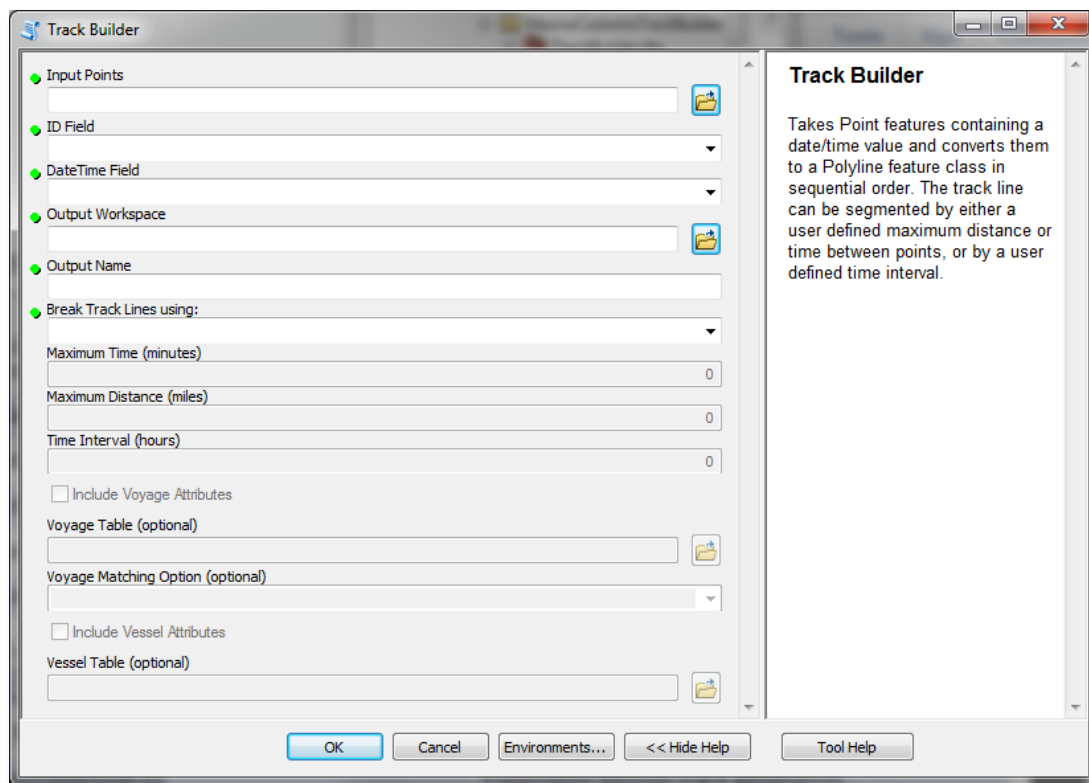 Track Builder
Input Points
ID Field
DateTime Field
Output Workspace
Output Name
Break Track Lines using:
Maximum Time (minutes)
0
Maximum Distance (miles)
0
Time Interval (hours)
0
Include Voyage Attributes
Voyage Table (optional)
Voyage Matching Option (optional)
Include Vessel Attributes
Vessel Table (optional)
Track Builder
Takes Point features containing a
date/time value and converts them
to a Polyline feature class in
sequential order. The track line
can be segmented by either a
user defined maximum distance or
time between points, or by a user
defined time interval.
OK
Cancel
Environments...
<< Hide Help
Tool Help